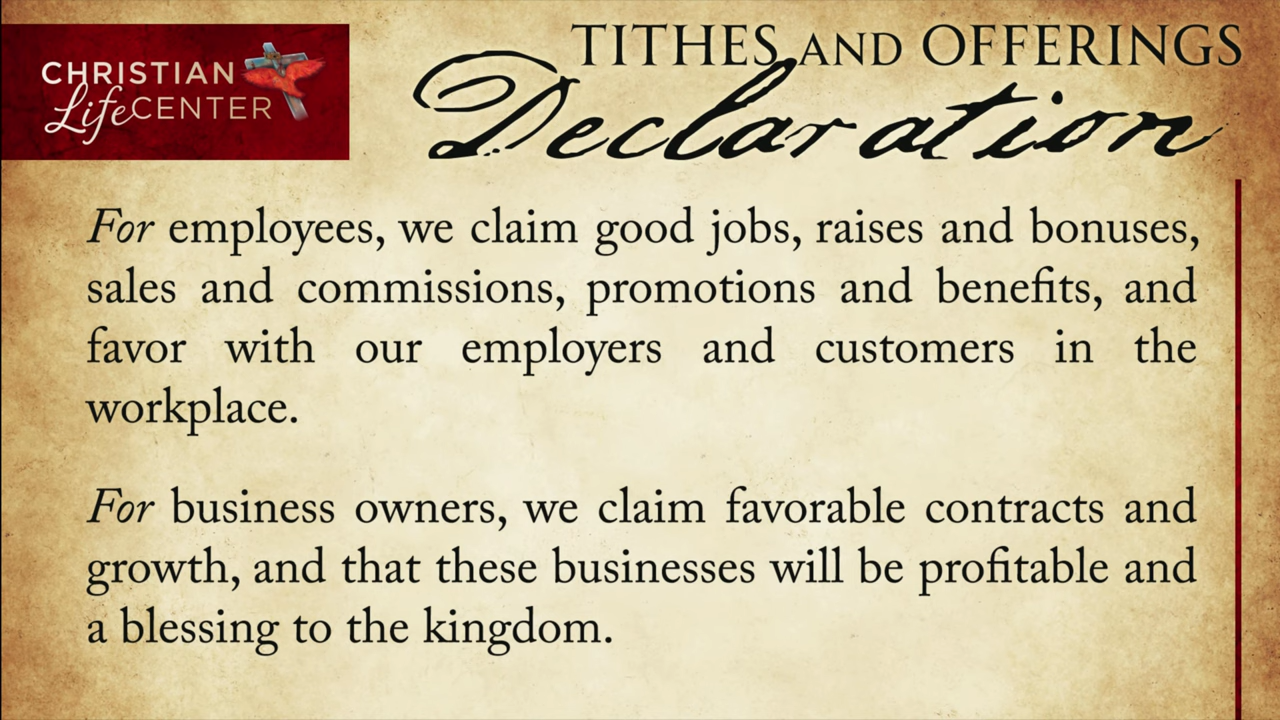 CHRISTIAN
LifeCENTER
TITHES AND OFFERINGS
Declaration
For employees, we claim good jobs, raises and bonuses,
sales and commissions, promotions and benefits, and
favor with our employers and customers in the
workplace.
For business owners, we claim favorable contracts and
growth, and that these businesses will be profitable and
a blessing to the kingdom.